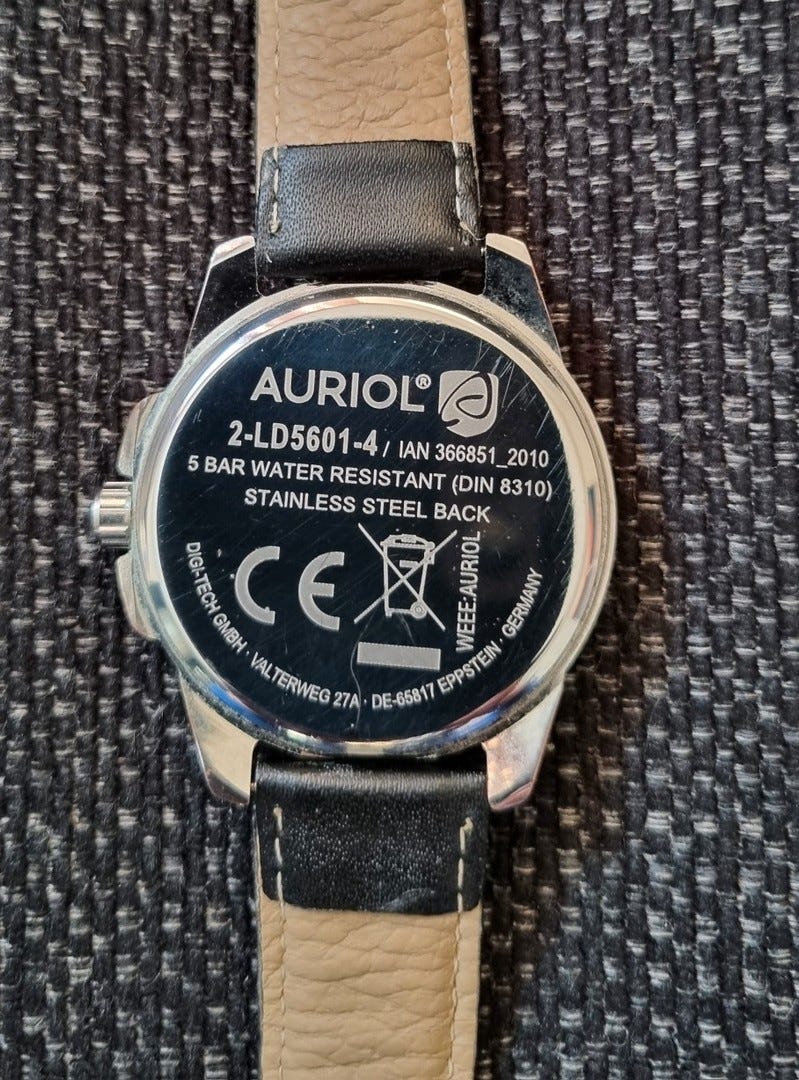 AURIOL®
2-LD5601-4 / IAN 366851_2010
5 BAR WATER RESISTANT (DIN 8310)
STAINLESS STEEL BACK
CE
WEEE:AURIOL
DIGI-TECH GMBH · VALTERWEG 27A · DE-65817 EPPSTEIN · GERMANY